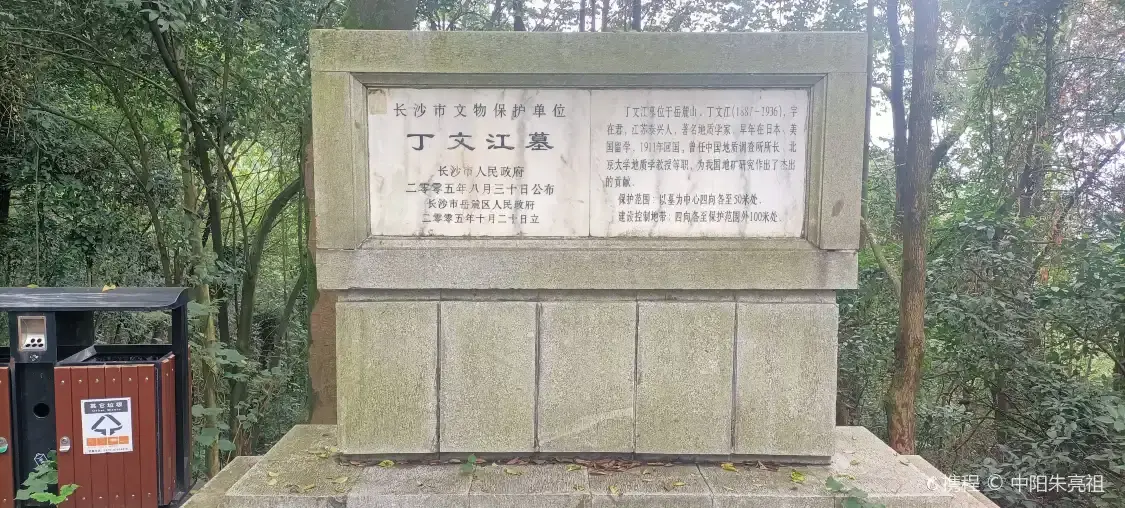 长沙市文物保护单位
丁文江墓
长沙市人民政府
二零零五年八月三十日公布
长沙市岳麓区人民政府
二零零五年十月二十日立
丁文江墓位于岳麓山。丁文江(1887-1936),字
在君,江苏泰兴人,著名地质学家。早年在日本、英
国留学,1911年回国,曾任中国地质调查所所长、北
京大学地质学教授等职,为我国地矿研究作出了杰出
的贡献。
保护范围:以墓为中心四向各至50米处。
建设控制地带:四向各至保护范围外100米处。
其它垃圾
携程 © 中阳朱亮祖